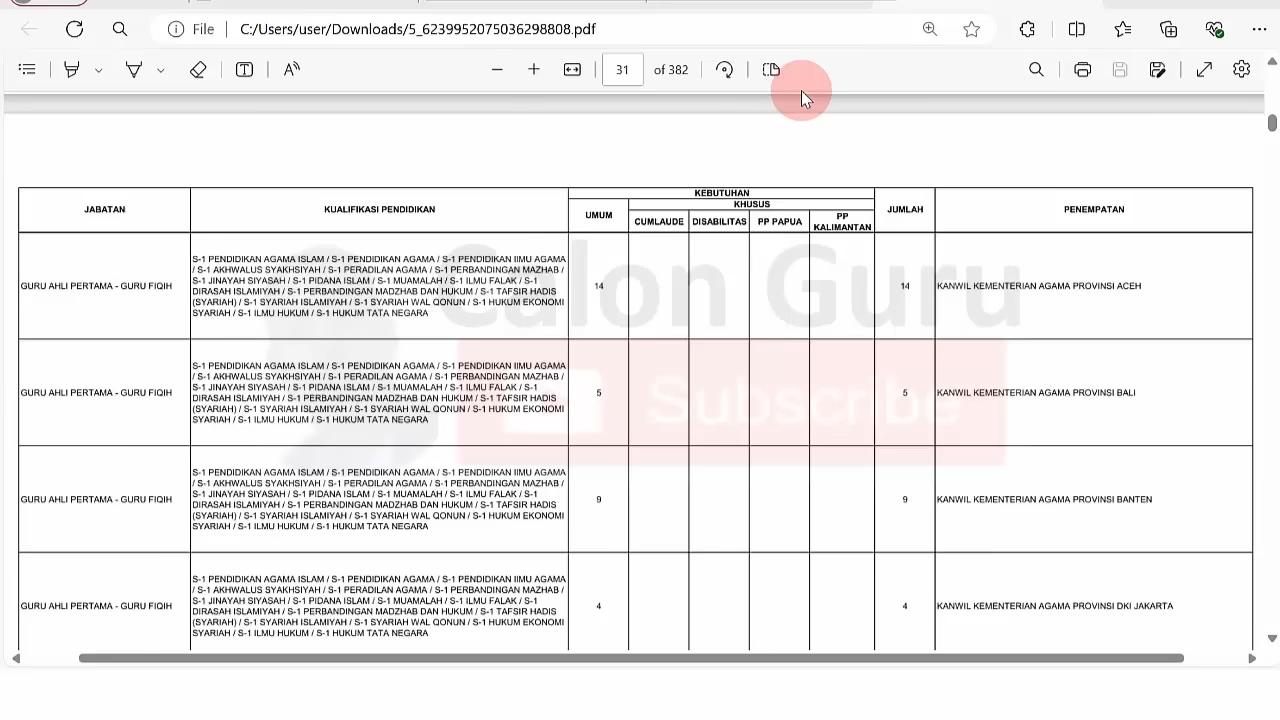 File
C:/Users/user/Downloads/5_6239952075036298808.pdf
31 of 382
JABATAN
KUALIFIKASI PENDIDIKAN
KEBUTUHAN
UMUM
KHUSUS
CUMLAUDE
DISABILITAS
PP PAPUA
PP
KALIMANTAN
JUMLAH
PENEMPATAN
GURU AHLI PERTAMA - GURU FIQIH
S-1 PENDIDIKAN AGAMA ISLAM / S-1 PENDIDIKAN AGAMA / S-1 PENDIDIKAN IIMU AGAMA
/ S-1 AKHWALUS SYAKHSIYAH / S-1 PERADILAN AGAMA / S-1 PERBANDINGAN MAZHAB /
S-1 JINAYAH SIYASAH / S-1 PIDANA ISLAM / S-1 MUAMALAH / S-1 ILMU FALAK / S-1
DIRASAH ISLAMIYAH / S-1 PERBANDINGAN MADZHAB DAN HUKUM / S-1 TAFSIR HADIS
(SYARIAH) / S-1 SYARIAH ISLAMIYAH / S-1 SYARIAH WAL QONUN / S-1 HUKUM EKONOMI
SYARIAH / S-1 ILMU HUKUM / S-1 HUKUM TATA NEGARA
14
14
KANWIL KEMENTERIAN AGAMA PROVINSI ACEH
GURU AHLI PERTAMA - GURU FIQIH
S-1 PENDIDIKAN AGAMA ISLAM / S-1 PENDIDIKAN AGAMA / S-1 PENDIDIKAN IIMU AGAMA
/ S-1 AKHWALUS SYAKHSIYAH / S-1 PERADILAN AGAMA / S-1 PERBANDINGAN MAZHAB /
S-1 JINAYAH SIYASAH / S-1 PIDANA ISLAM / S-1 MUAMALAH / S-1 ILMU FALAK / S-1
DIRASAH ISLAMIYAH / S-1 PERBANDINGAN MADZHAB DAN HUKUM / S-1 TAFSIR HADIS
(SYARIAH) / S-1 SYARIAH ISLAMIYAH / S-1 SYARIAH WAL QONUN / S-1 HUKUM EKONOMI
SYARIAH / S-1 ILMU HUKUM / S-1 HUKUM TATA NEGARA
5
5
KANWIL KEMENTERIAN AGAMA PROVINSI BALI
GURU AHLI PERTAMA - GURU FIQIH
S-1 PENDIDIKAN AGAMA ISLAM / S-1 PENDIDIKAN AGAMA / S-1 PENDIDIKAN IIMU AGAMA
/ S-1 AKHWALUS SYAKHSIYAH / S-1 PERADILAN AGAMA / S-1 PERBANDINGAN MAZHAB /
S-1 JINAYAH SIYASAH / S-1 PIDANA ISLAM / S-1 MUAMALAH / S-1 ILMU FALAK / S-1
DIRASAH ISLAMIYAH / S-1 PERBANDINGAN MADZHAB DAN HUKUM / S-1 TAFSIR HADIS
(SYARIAH) / S-1 SYARIAH ISLAMIYAH / S-1 SYARIAH WAL QONUN / S-1 HUKUM EKONOMI
SYARIAH / S-1 ILMU HUKUM / S-1 HUKUM TATA NEGARA
9
9
KANWIL KEMENTERIAN AGAMA PROVINSI BANTEN
GURU AHLI PERTAMA - GURU FIQIH
S-1 PENDIDIKAN AGAMA ISLAM / S-1 PENDIDIKAN AGAMA / S-1 PENDIDIKAN IIMU AGAMA
/ S-1 AKHWALUS SYAKHSIYAH / S-1 PERADILAN AGAMA / S-1 PERBANDINGAN MAZHAB /
S-1 JINAYAH SIYASAH / S-1 PIDANA ISLAM / S-1 MUAMALAH / S-1 ILMU FALAK / S-1
DIRASAH ISLAMIYAH / S-1 PERBANDINGAN MADZHAB DAN HUKUM / S-1 TAFSIR HADIS
(SYARIAH) / S-1 SYARIAH ISLAMIYAH / S-1 SYARIAH WAL QONUN / S-1 HUKUM EKONOMI
SYARIAH / S-1 ILMU HUKUM / S-1 HUKUM TATA NEGARA
4
4
KANWIL KEMENTERIAN AGAMA PROVINSI DKI JAKARTA
Calon Guru
Subscribe